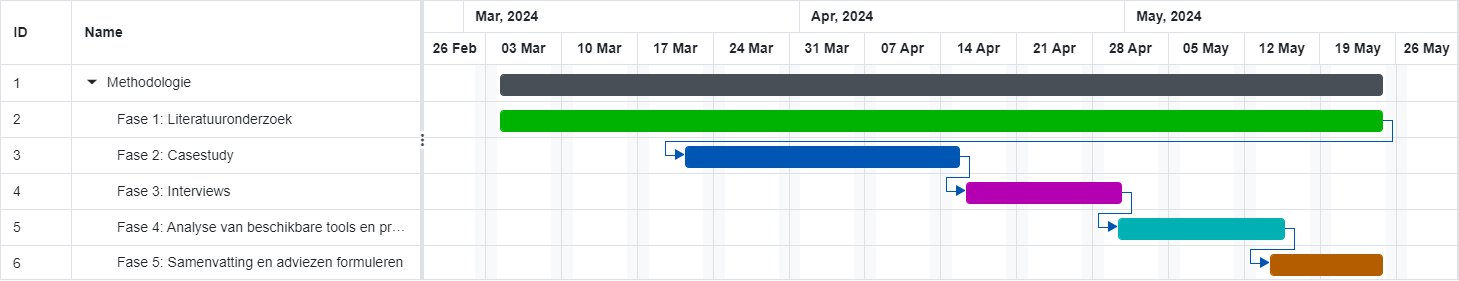 ID Name Mar, 2024 Apr, 2024 May, 2024
26 Feb 03 Mar 10 Mar 17 Mar 24 Mar 31 Mar 07 Apr 14 Apr 21 Apr 28 Apr 05 May 12 May 19 May 26 May
1 Methodologie
2 Fase 1: Literatuuronderzoek
3 Fase 2: Casestudy
4 Fase 3: Interviews
5 Fase 4: Analyse van beschikbare tools en pr...
6 Fase 5: Samenvatting en adviezen formuleren